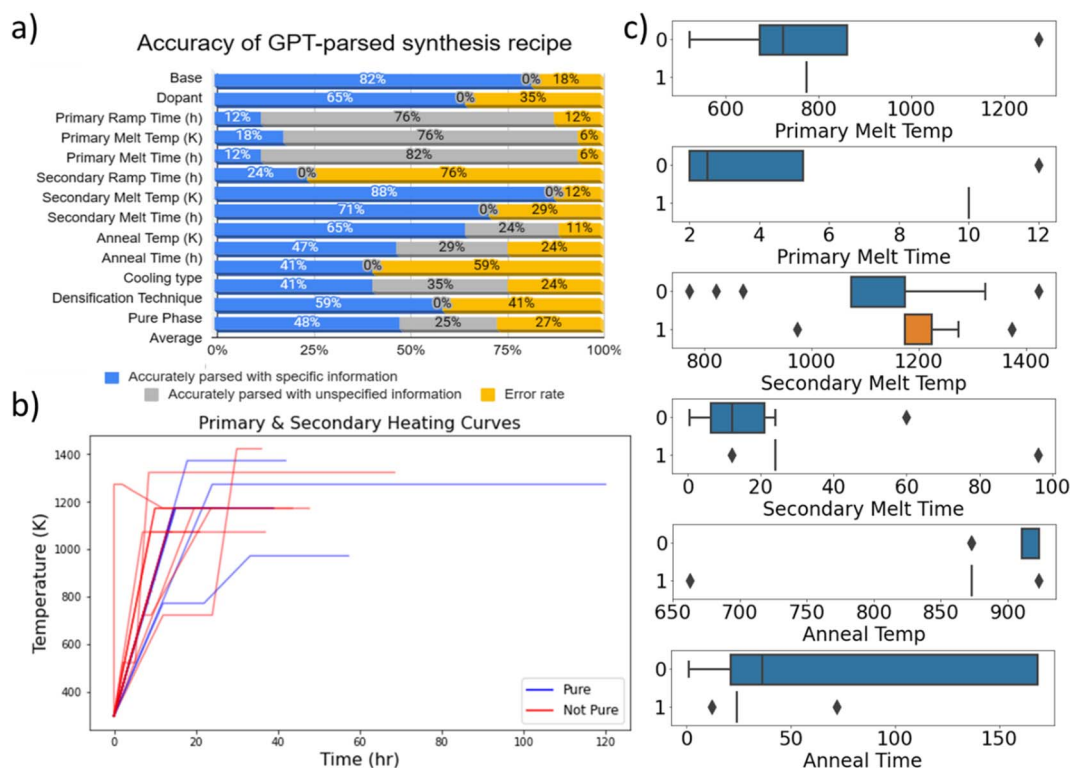 a)
Accuracy of GPT-parsed synthesis recipe
Base 82% 0% 18%
Dopant 65% 0% 35%
Primary Ramp Time (h) 12% 76% 12%
Primary Melt Temp (K) 18% 76% 6%
Primary Melt Time (h) 12% 82% 6%
Secondary Ramp Time (h) 24% 0% 76%
Secondary Melt Temp (K) 88% 0% 12%
Secondary Melt Time (h) 71% 0% 29%
Anneal Temp (K) 65% 24% 11%
Anneal Time (h) 47% 29% 24%
Cooling type 41% 0% 59%
Densification Technique 41% 35% 24%
Pure Phase 59% 0% 41%
Average 48% 25% 27%
0% 25% 50% 75% 100%
Accurately parsed with specific information
Accurately parsed with unspecified information
Error rate
b)
Primary & Secondary Heating Curves
Temperature (K)
1400
1200
1000
800
600
400
0 20 40 60 80 100 120
Time (hr)
Pure
Not Pure
c)
0
1
600 800 1000 1200
Primary Melt Temp
0
1
2 4 6 8 10 12
Primary Melt Time
0
1
800 1000 1200 1400
Secondary Melt Temp
0
1
0 20 40 60 80 100
Secondary Melt Time
0
1
650 700 750 800 850 900
Anneal Temp
0
1
0 50 100 150
Anneal Time